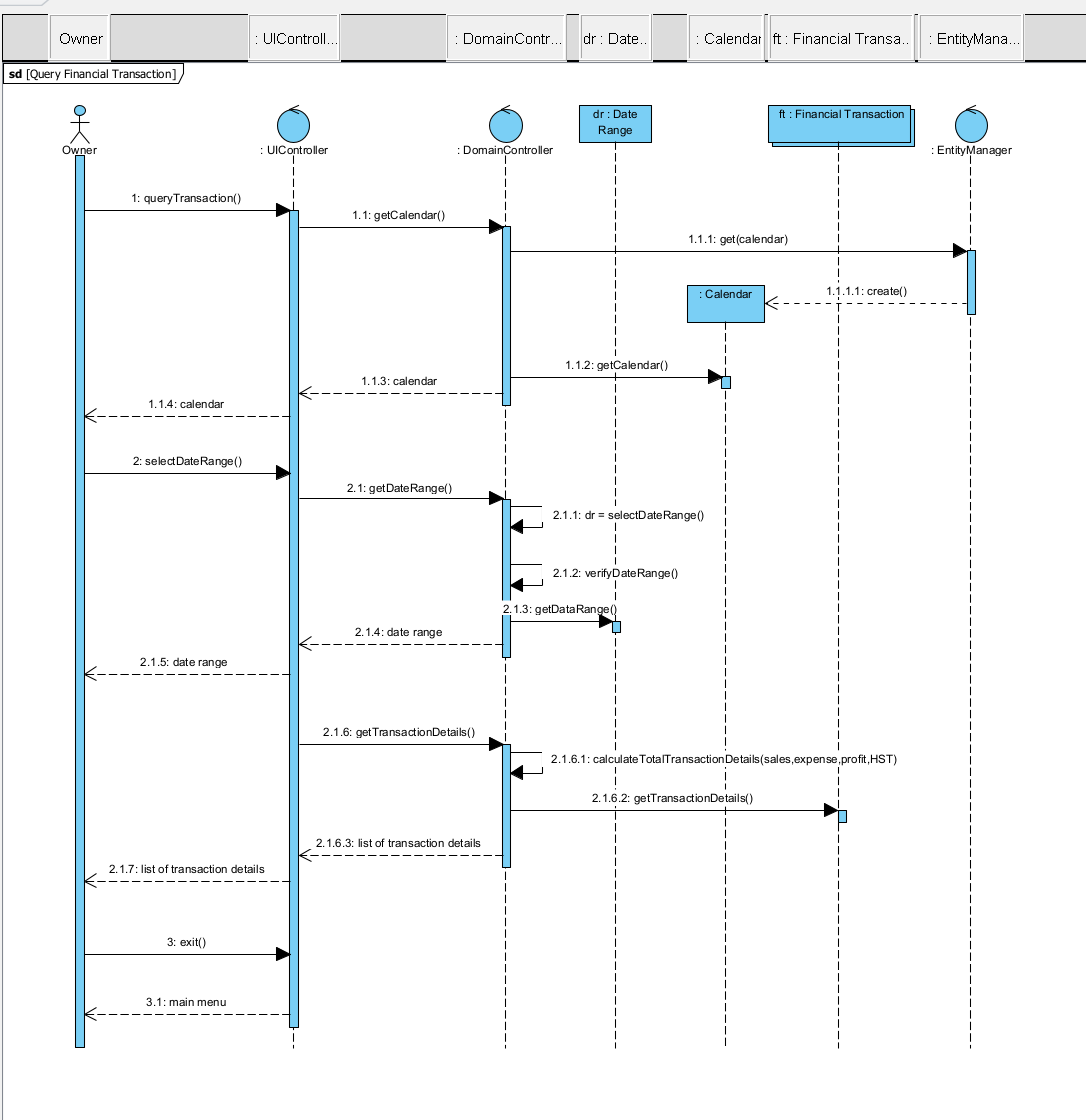 Owner
: UIControll...
: DomainContr...
dr : Date..
: Calendar
ft : Financial Transa..
: EntityMana...
sd [Query Financial Transaction]
Owner
: UIController
: DomainController
dr : Date
Range
ft : Financial Transaction
: EntityManager
1: queryTransaction()
1.1: getCalendar()
1.1.1: get(calendar)
: Calendar
1.1.1.1: create()
1.1.2: getCalendar()
1.1.3: calendar
1.1.4: calendar
2: selectDateRange()
2.1: getDateRange()
2.1.1: dr = selectDateRange()
2.1.2: verifyDateRange()
2.1.3: getDataRange()
2.1.4: date range
2.1.5: date range
2.1.6: getTransactionDetails()
2.1.6.1: calculateTotalTransactionDetails(sales,expense,profit,HST)
2.1.6.2: getTransactionDetails()
2.1.6.3: list of transaction details
2.1.7: list of transaction details
3: exit()
3.1: main menu